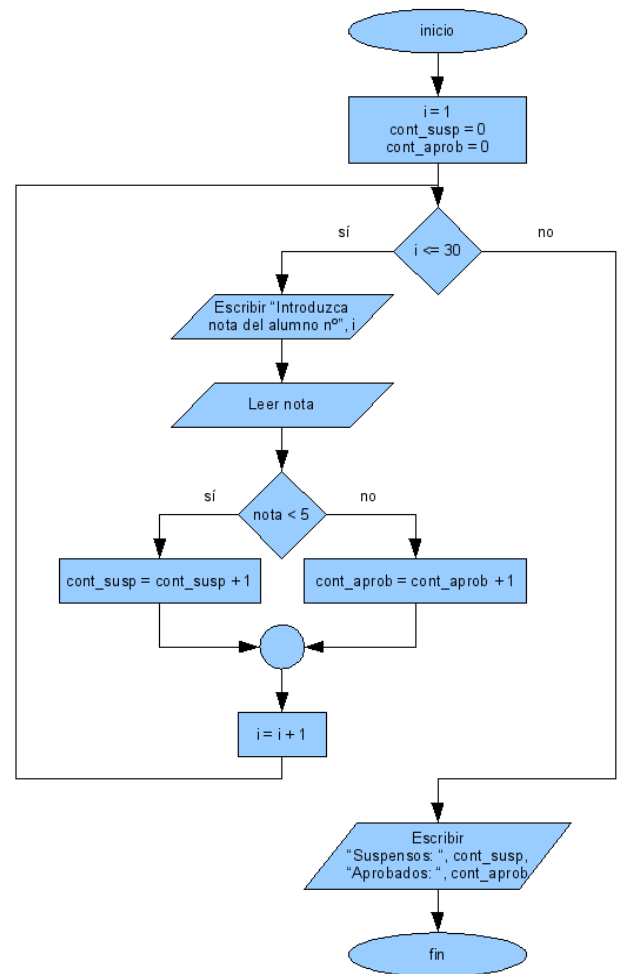 inicio
i = 1
cont_susp = 0
cont_aprob = 0
sí
no
i <= 30
Escribir “Introduzca
nota del alumno nº”, i
Leer nota
sí
no
nota < 5
cont_susp = cont_susp + 1
cont_aprob = cont_aprob + 1
i = i + 1
Escribir
“Suspensos: “, cont_susp,
“Aprobados: “, cont_aprob
fin